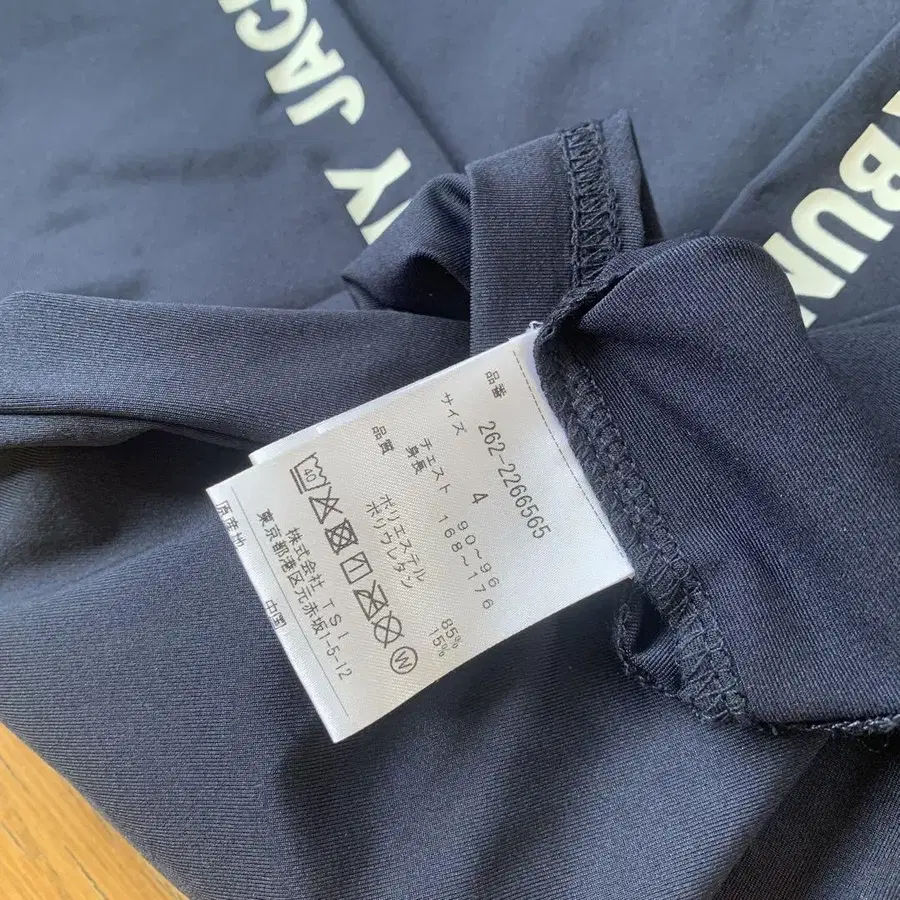 Y JAC
BUN
品番 262-2266565
サイズ 4
チェスト 90～96
身長 168～176
品質
ポリエステル 85%
ポリウレタン 15%
40
W
株式会社 TSI
東京都港区元赤坂1-5-12
原産地 中国